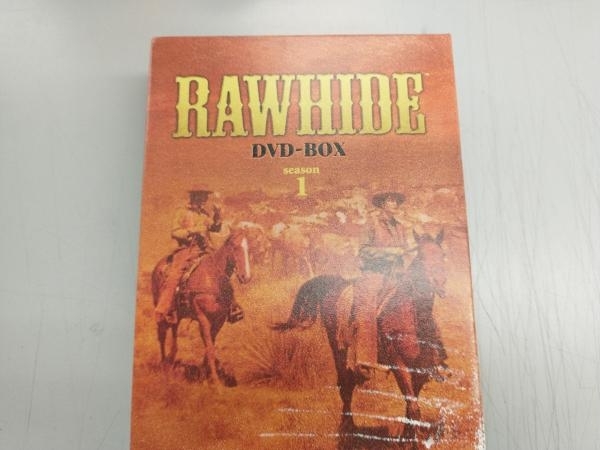 RAWHIDE
DVD-BOX
season
1